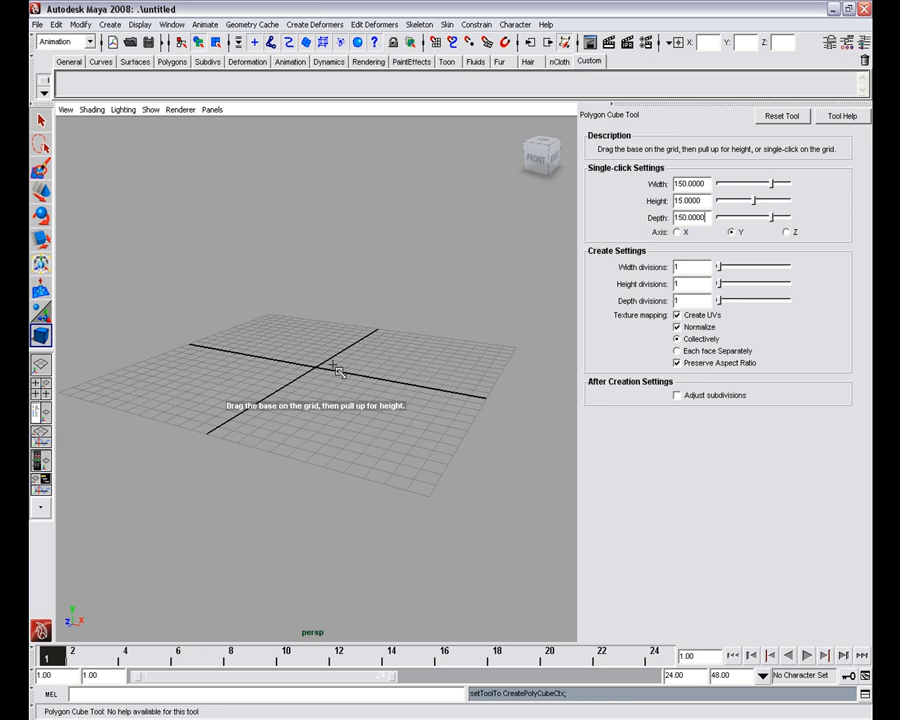 Autodesk Maya 2008: .\untitled
File Edit Modify Create Display Window Animate Geometry Cache Create Deformers Edit Deformers Skeleton Skin Constrain Character Help
Animation X: Y: Z:
General Curves Surfaces Polygons Subdivs Deformation Animation Dynamics Rendering PaintEffects Toon Fluids Fur Hair nCloth Custom
View Shading Lighting Show Renderer Panels
Polygon Cube Tool Reset Tool Tool Help
Description
Drag the base on the grid, then pull up for height, or single-click on the grid.
Single-click Settings
Width: 150.0000
Height: 15.0000
Depth: 150.0000
Axis: X Y Z
Create Settings
Width divisions: 1
Height divisions: 1
Depth divisions: 1
Texture mapping: Create UVs
Normalize
Collectively
Each face Separately
Preserve Aspect Ratio
After Creation Settings
Adjust subdivisions
FRONT
Drag the base on the grid, then pull up for height.
y
z x
persp
1 2 4 6 8 10 12 14 16 18 20 22 24 1.00
1.00 1.00 24.00 48.00 No Character Set
MEL setToolTo CreatePolyCubeCtx;
Polygon Cube Tool: No help available for this tool